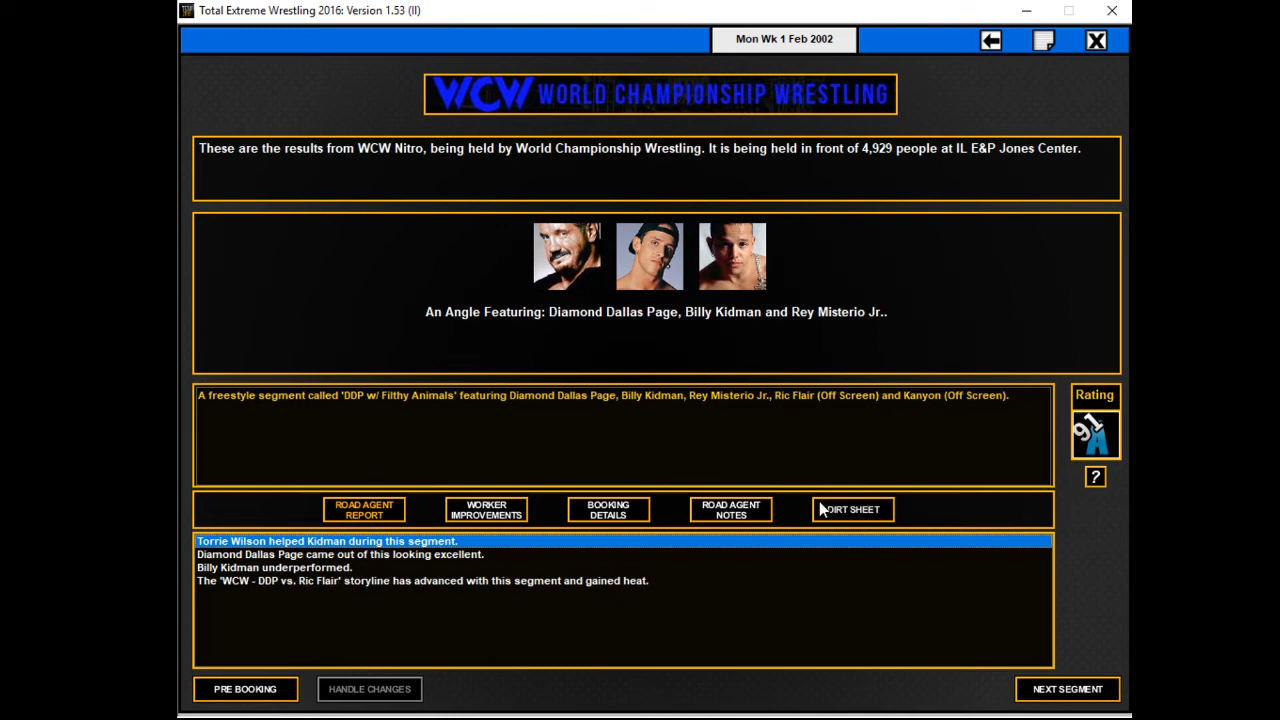 Total Extreme Wrestling 2016: Version 1.53 (II)
Mon Wk 1 Feb 2002
WCW WORLD CHAMPIONSHIP WRESTLING
These are the results from WCW Nitro, being held by World Championship Wrestling. It is being held in front of 4,929 people at IL E&P Jones Center.
An Angle Featuring: Diamond Dallas Page, Billy Kidman and Rey Misterio Jr..
A freestyle segment called 'DDP w/ Filthy Animals' featuring Diamond Dallas Page, Billy Kidman, Rey Misterio Jr., Ric Flair (Off Screen) and Kanyon (Off Screen).
Rating
91
A
?
ROAD AGENT
REPORT
WORKER
IMPROVEMENTS
BOOKING
DETAILS
ROAD AGENT
NOTES
DIRT SHEET
Torrie Wilson helped Kidman during this segment.
Diamond Dallas Page came out of this looking excellent.
Billy Kidman underperformed.
The 'WCW - DDP vs. Ric Flair' storyline has advanced with this segment and gained heat.
PRE BOOKING
HANDLE CHANGES
NEXT SEGMENT